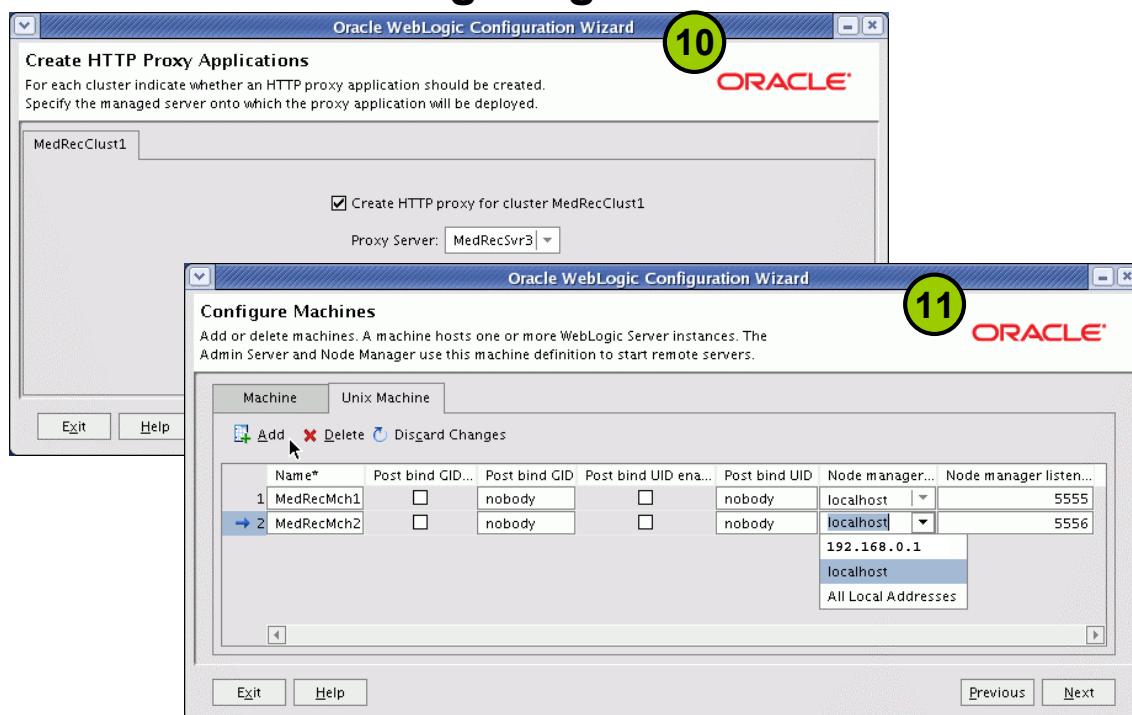 Oracle WebLogic Configuration Wizard
10
Create HTTP Proxy Applications
For each cluster indicate whether an HTTP proxy application should be created.
Specify the managed server onto which the proxy application will be deployed.
ORACLE
MedRecClust1
Create HTTP proxy for cluster MedRecClust1
Proxy Server: MedRecSvr3
Exit Help
Oracle WebLogic Configuration Wizard
11
Configure Machines
Add or delete machines. A machine hosts one or more WebLogic Server instances. The
Admin Server and Node Manager use this machine definition to start remote servers.
ORACLE
Machine Unix Machine
Add Delete Discard Changes
Name* Post bind GID... Post bind GID Post bind UID ena... Post bind UID Node manager... Node manager listen...
1 MedRecMch1 nobody nobody localhost 5555
2 MedRecMch2 nobody nobody localhost 5556
192.168.0.1
localhost
All Local Addresses
Exit Help Previous Next